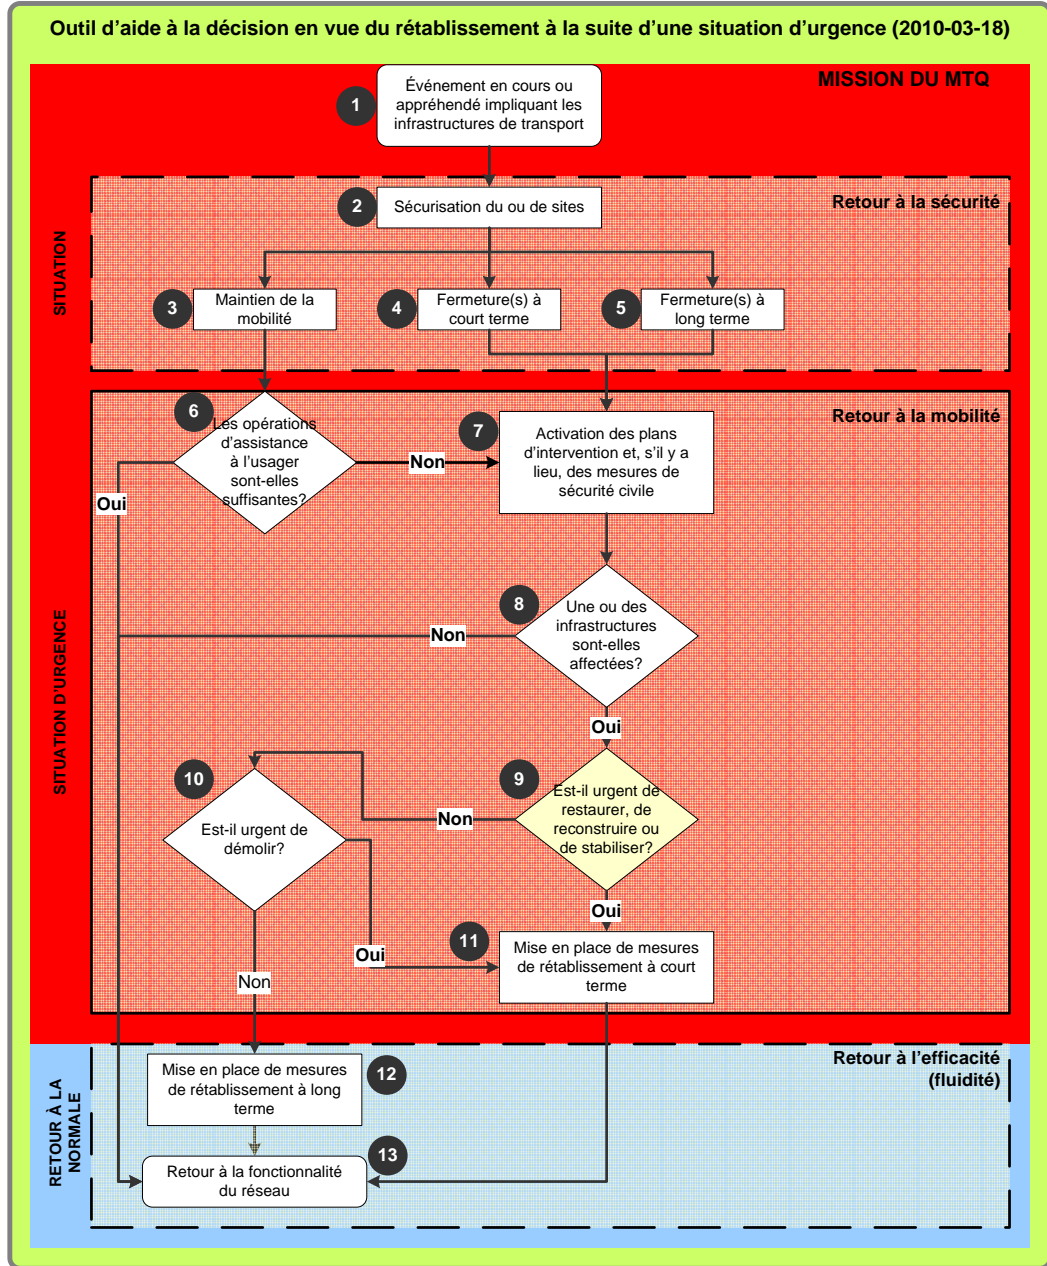 Outil d'aide à la décision en vue du rétablissement à la suite d'une situation d'urgence (2010-03-18)
MISSION DU MTQ
1
Événement en cours ou
appréhendé impliquant les
infrastructures de transport
SITUATION
Retour à la sécurité
2
Sécurisation du ou de sites
3
Maintien de la
mobilité
4
Fermeture(s) à
court terme
5
Fermeture(s) à
long terme
SITUATION D'URGENCE
Retour à la mobilité
6
Les opérations
d'assistance
à l'usager
sont-elles
suffisantes?
Non
Oui
7
Activation des plans
d'intervention et, s'il y a
lieu, des mesures de
sécurité civile
8
Une ou des
infrastructures
sont-elles
affectées?
Non
Oui
9
Est-il urgent de
restaurer, de
reconstruire ou
de stabiliser?
Non
Oui
10
Est-il urgent de
démolir?
Oui
Non
11
Mise en place de mesures
de rétablissement à court
terme
RETOUR À LA
NORMALE
Retour à l'efficacité
(fluidité)
12
Mise en place de mesures
de rétablissement à long
terme
13
Retour à la fonctionnalité
du réseau